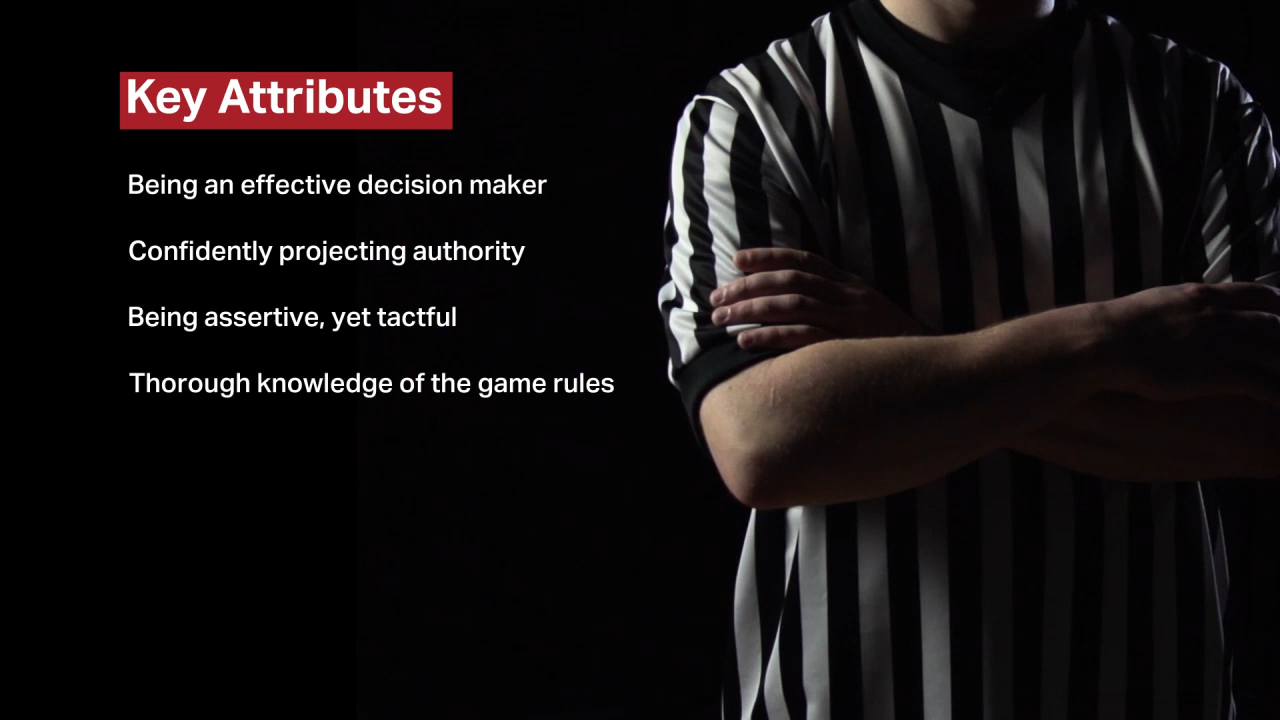 Key Attributes
Being an effective decision maker
Confidently projecting authority
Being assertive, yet tactful
Thorough knowledge of the game rules